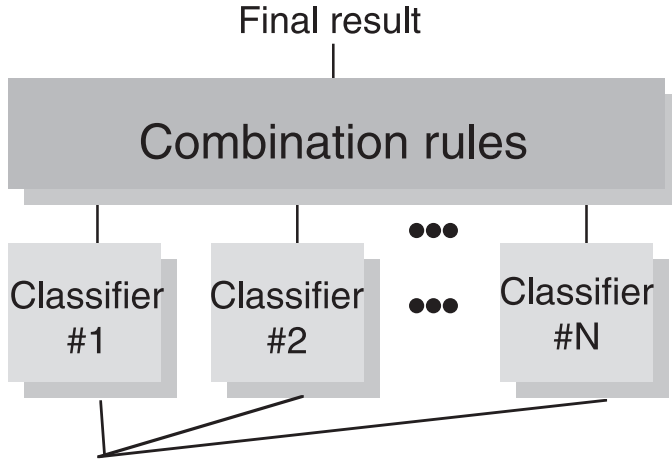 Final result
Combination rules
Classifier
#1
Classifier
#2
Classifier
#N